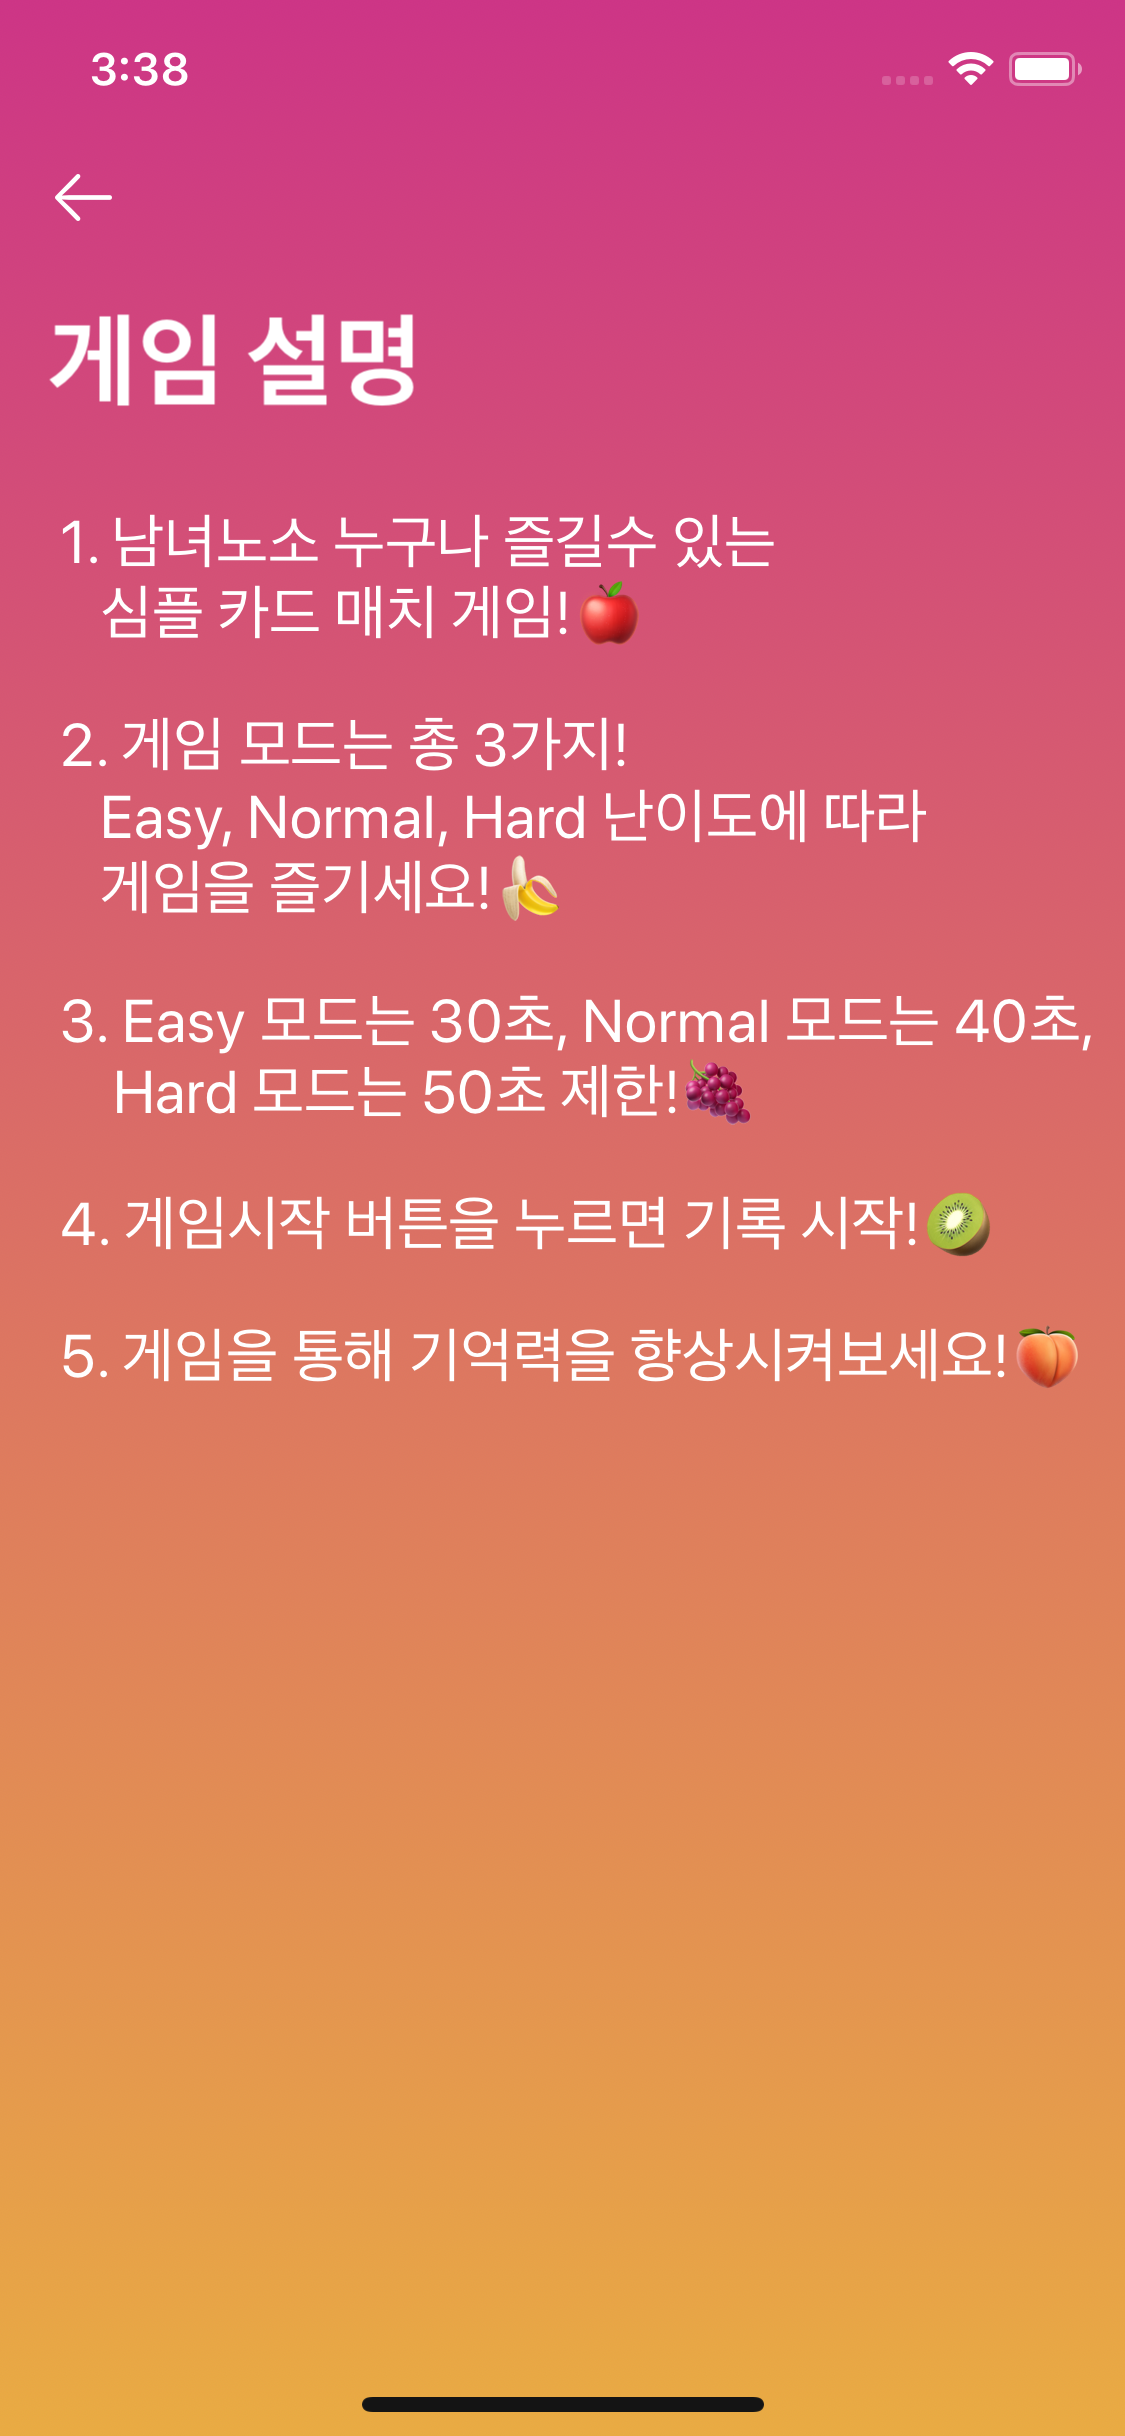 3:38
게임 설명
1. 남녀노소 누구나 즐길수 있는
심플 카드 매치 게임!🍎
2. 게임 모드는 총 3가지!
Easy, Normal, Hard 난이도에 따라
게임을 즐기세요!🍌
3. Easy 모드는 30초, Normal 모드는 40초,
Hard 모드는 50초 제한!🍇
4. 게임시작 버튼을 누르면 기록 시작!🥝
5. 게임을 통해 기억력을 향상시켜보세요!🍑